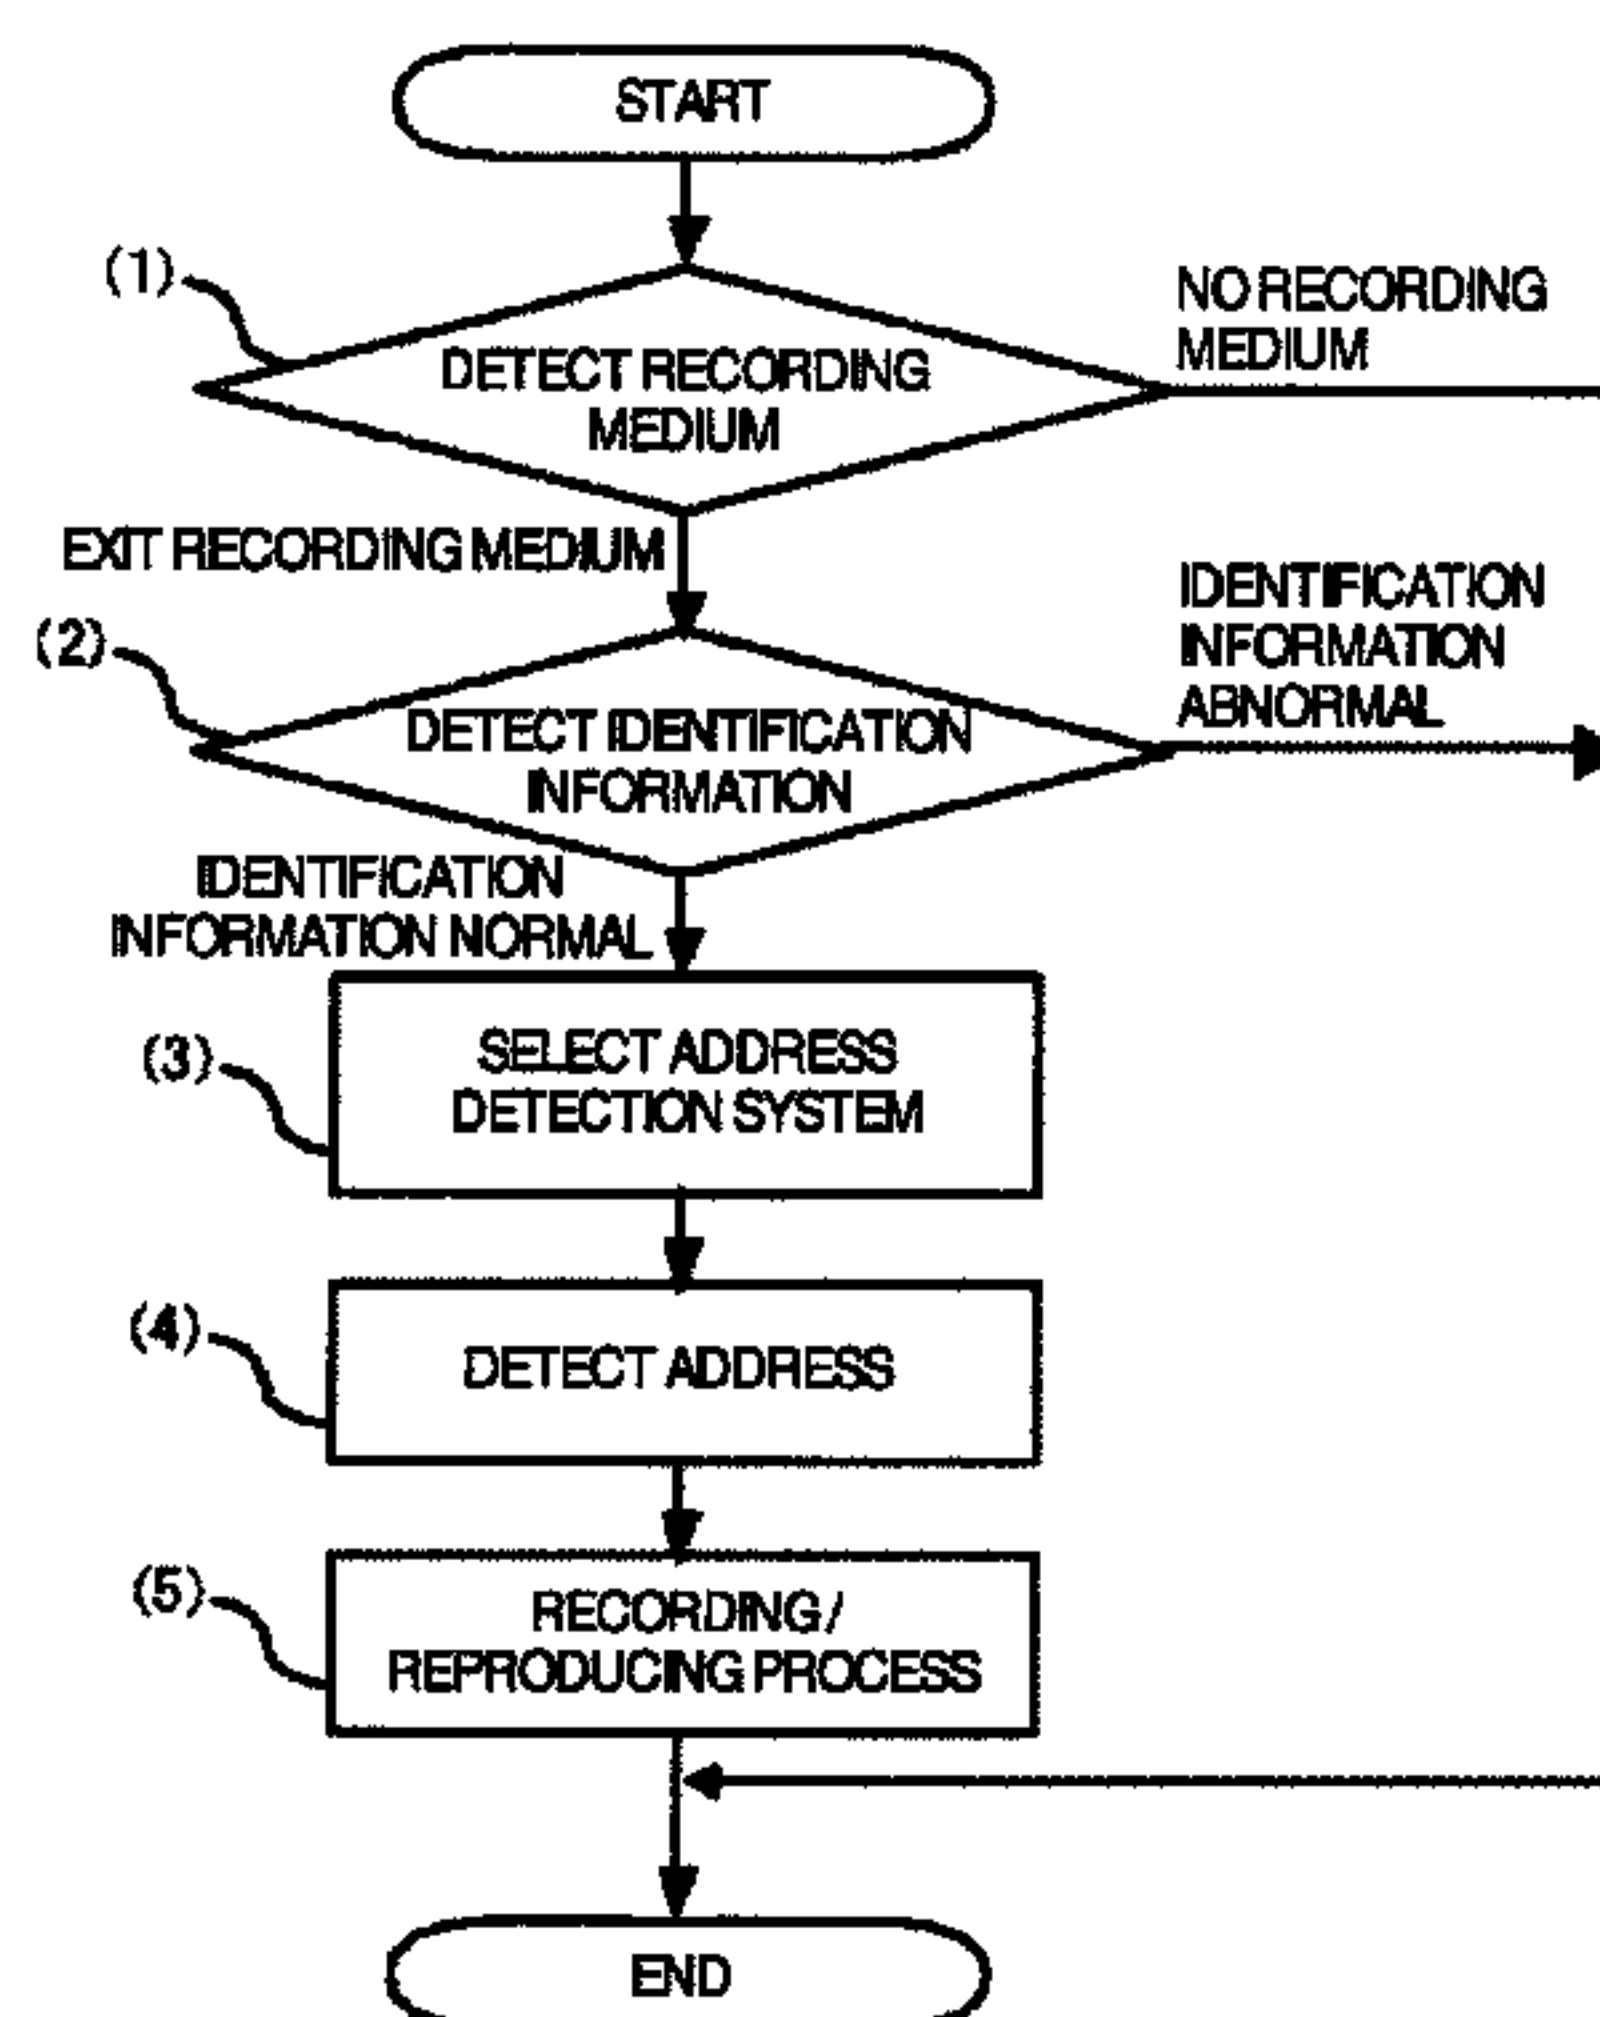 START
(1)
NO RECORDING
MEDIUM
DETECT RECORDING
MEDIUM
EXIT RECORDING MEDIUM
IDENTIFICATION
INFORMATION
ABNORMAL
(2)
DETECT IDENTIFICATION
INFORMATION
IDENTIFICATION
INFORMATION NORMAL
(3)
SELECT ADDRESS
DETECTION SYSTEM
(4)
DETECT ADDRESS
(5)
RECORDING/
REPRODUCING PROCESS
END